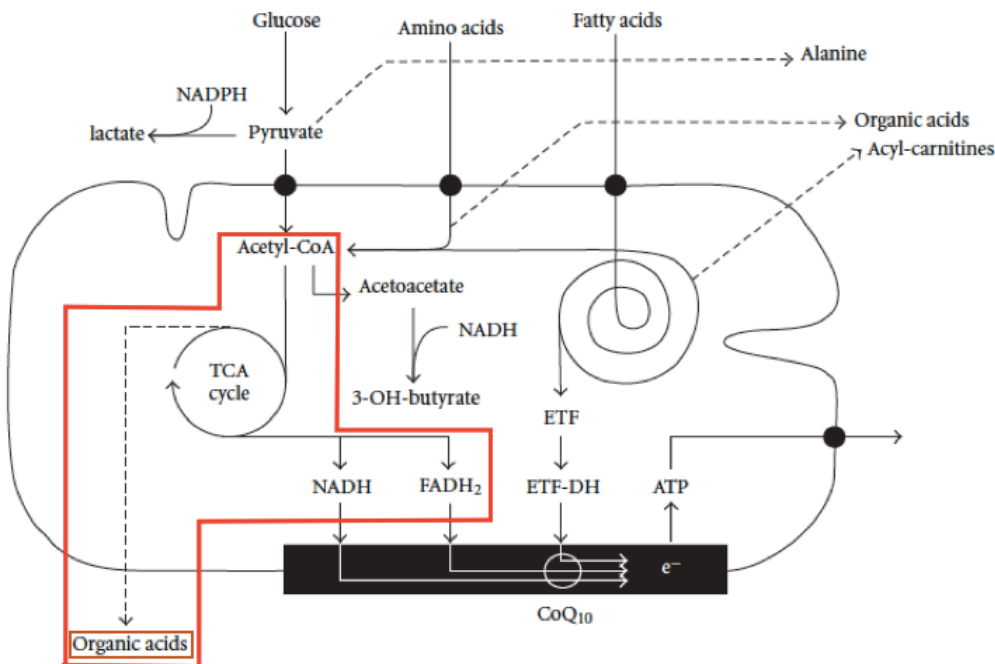 Glucose
Amino acids
Fatty acids
Alanine
NADPH
lactate
Pyruvate
Organic acids
Acyl-carnitines
Acetyl-CoA
Acetoacetate
NADH
TCA
cycle
3-OH-butyrate
ETF
NADH
FADH₂
ETF-DH
ATP
e⁻
CoQ₁₀
Organic acids